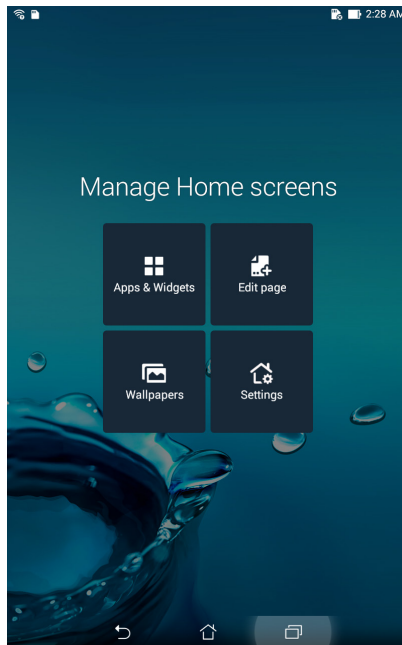 2:28 AM
Manage Home screens
Apps & Widgets
Edit page
Wallpapers
Settings